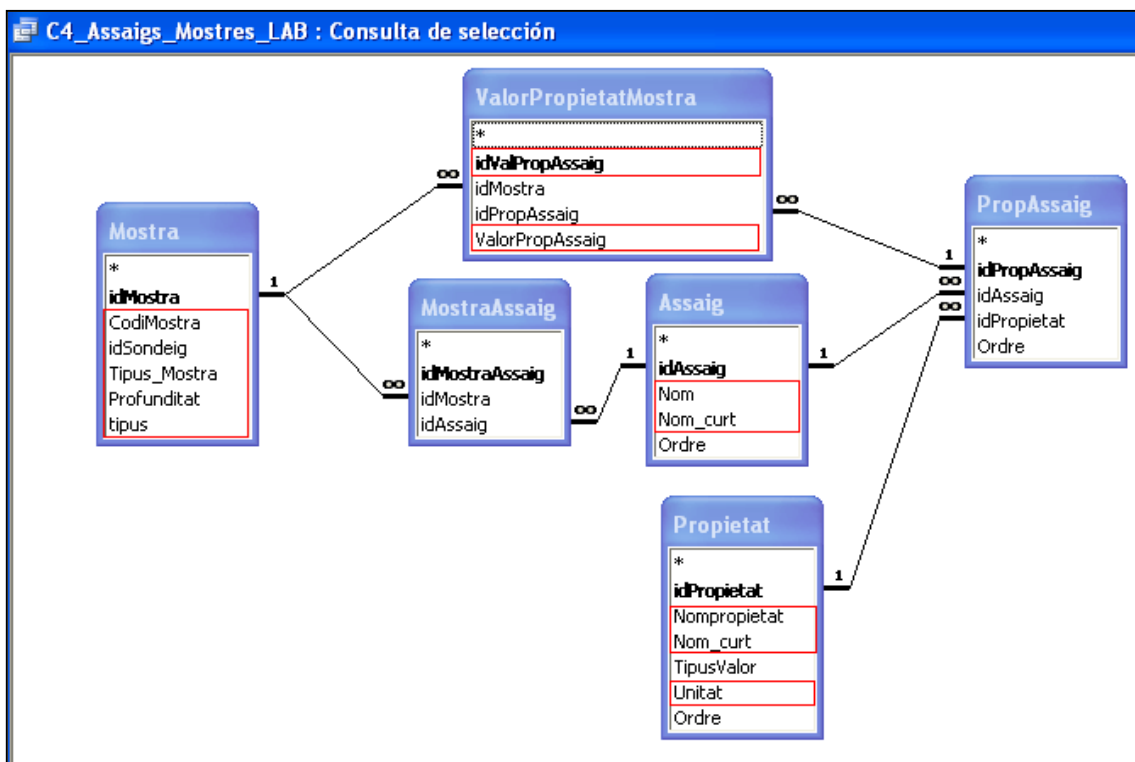 C4_Assaigs_Mostres_LAB : Consulta de selección
ValorPropietatMostra
*
idValPropAssaig
idMostra
idPropAssaig
ValorPropAssaig
Mostra
*
idMostra
CodiMostra
idSondeig
Tipus_Mostra
Profunditat
tipus
MostraAssaig
*
idMostraAssaig
idMostra
idAssaig
Assaig
*
idAssaig
Nom
Nom_curt
Ordre
PropAssaig
*
idPropAssaig
idAssaig
idPropietat
Ordre
Propietat
*
idPropietat
Nompropietat
Nom_curt
TipusValor
Unitat
Ordre
1
∞
∞
∞
1
∞
1
1
∞
∞
1